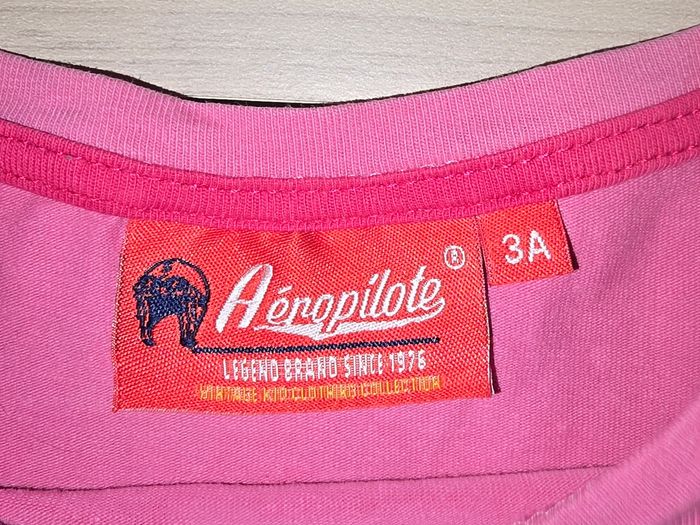 Aéropilote ®
3A
LEGEND BRAND SINCE 1976
VINTAGE KID CLOTHING COLLECTION